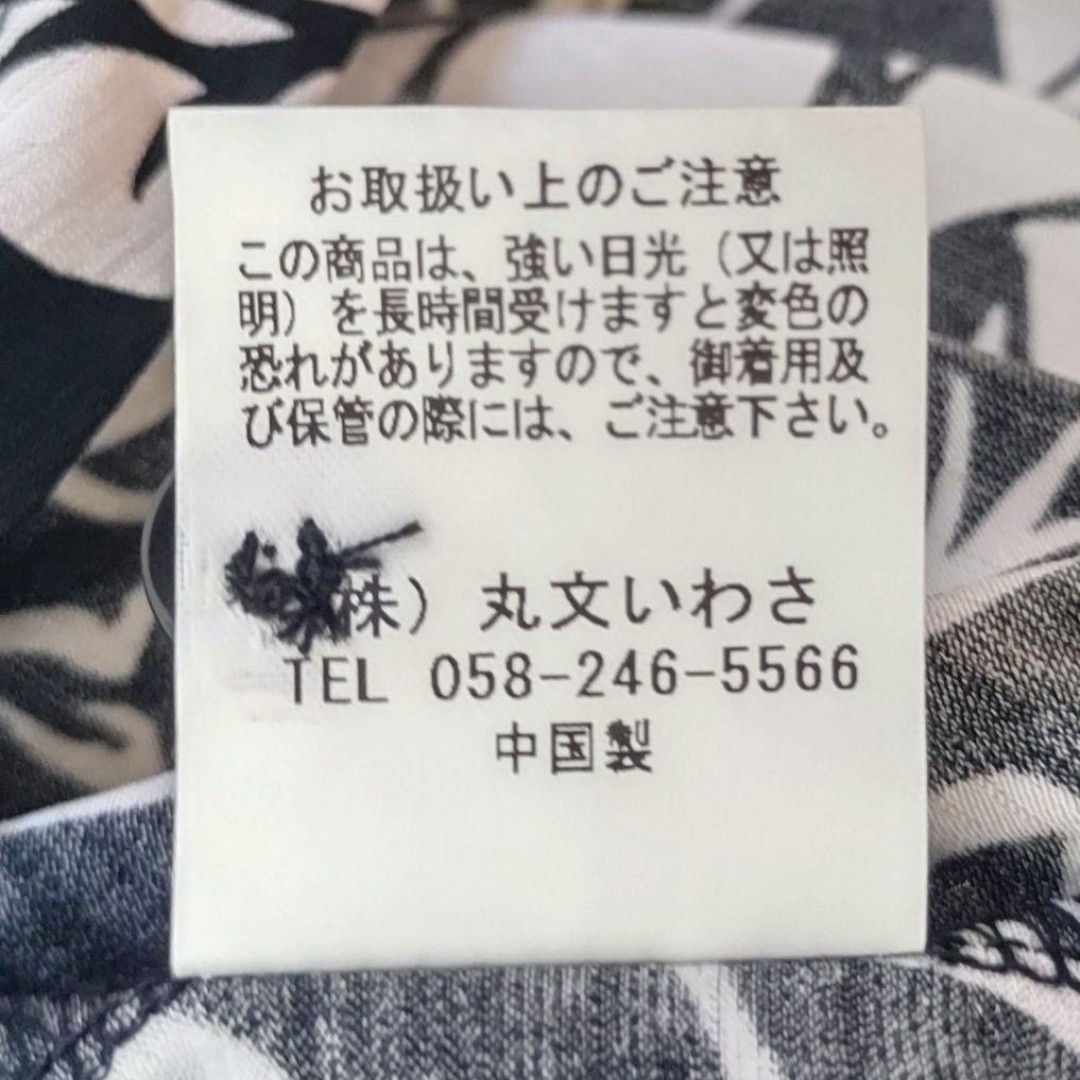 お取扱い上のご注意
この商品は、強い日光（又は照
明）を長時間受けますと変色の
恐れがありますので、御着用及
び保管の際には、ご注意下さい。
株）丸文いわさ
TEL 058-246-5566
中国製